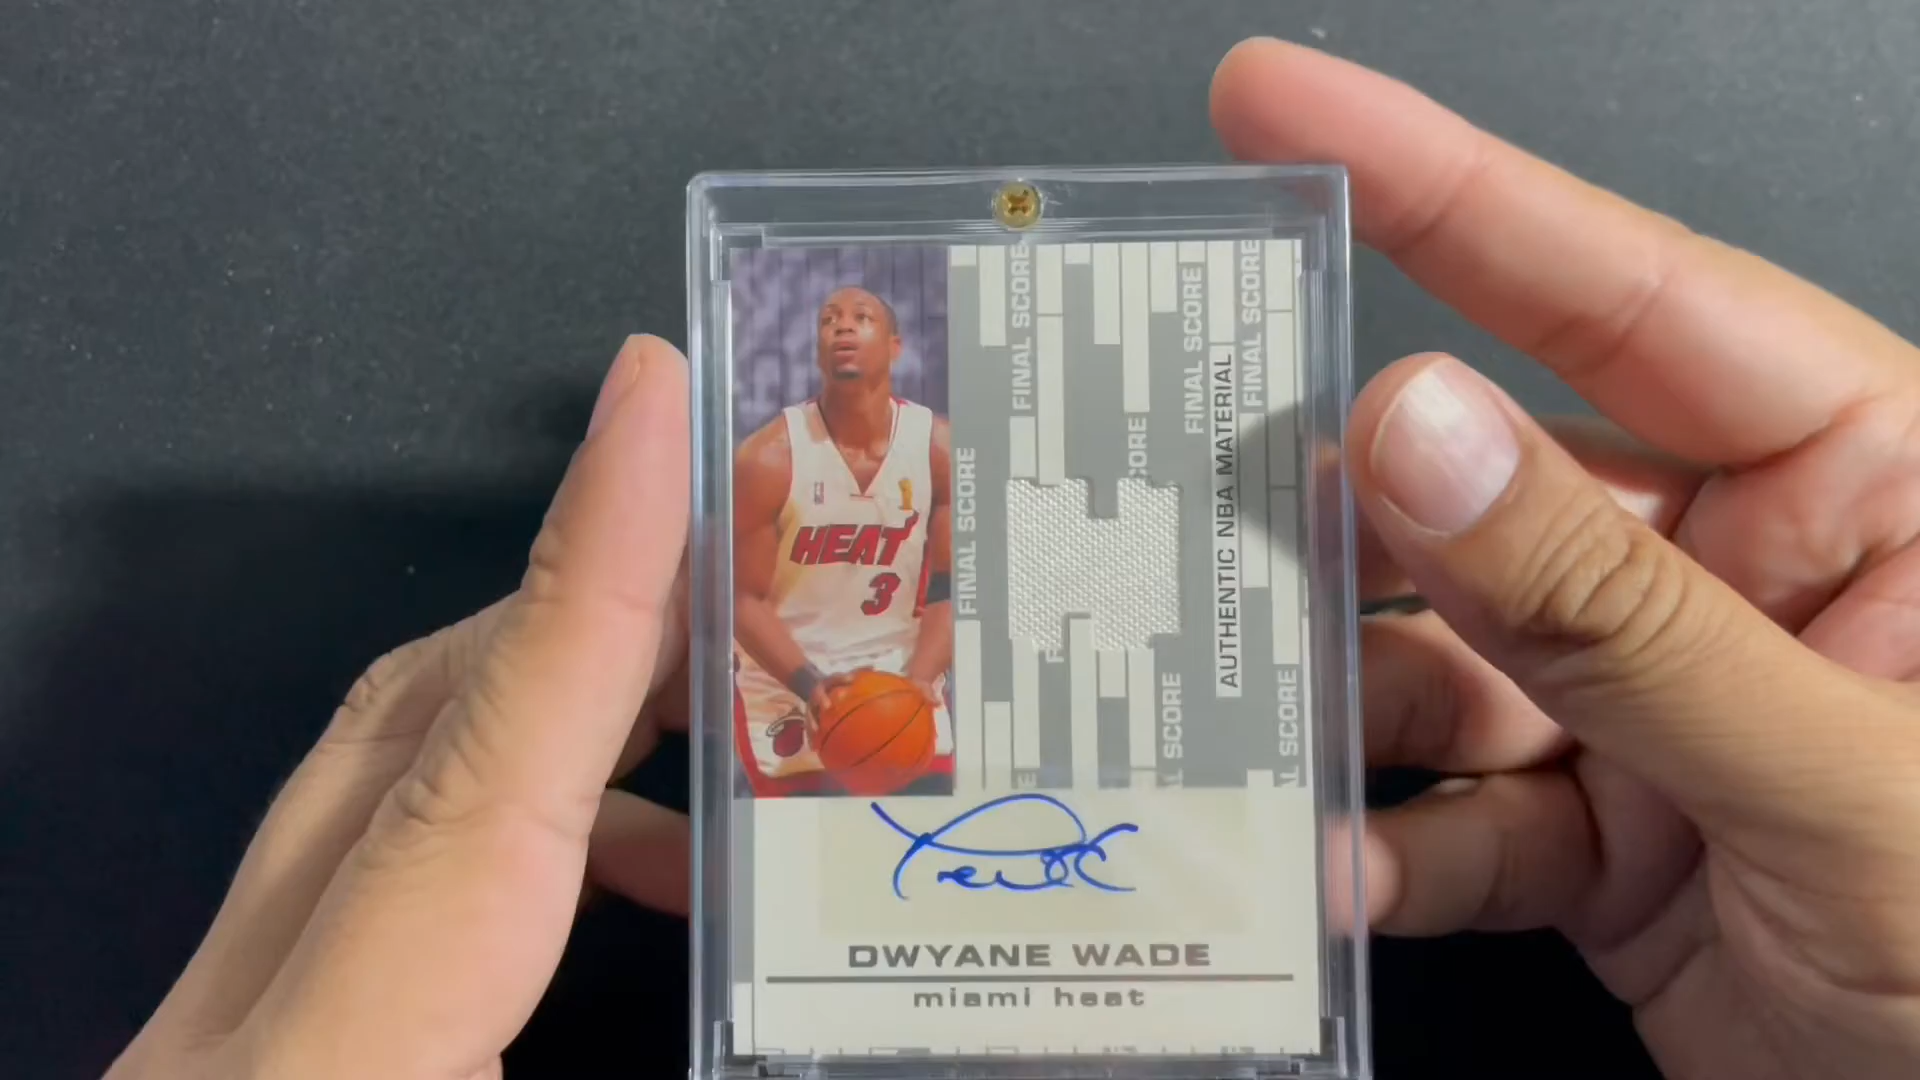 HEAT
3
FINAL SCORE
FINAL SCORE
ORE
FINAL SCORE
FINAL SCORE
AUTHENTIC NBA MATERIAL
L SCORE
L SCORE
DWYANE WADE
miami heat